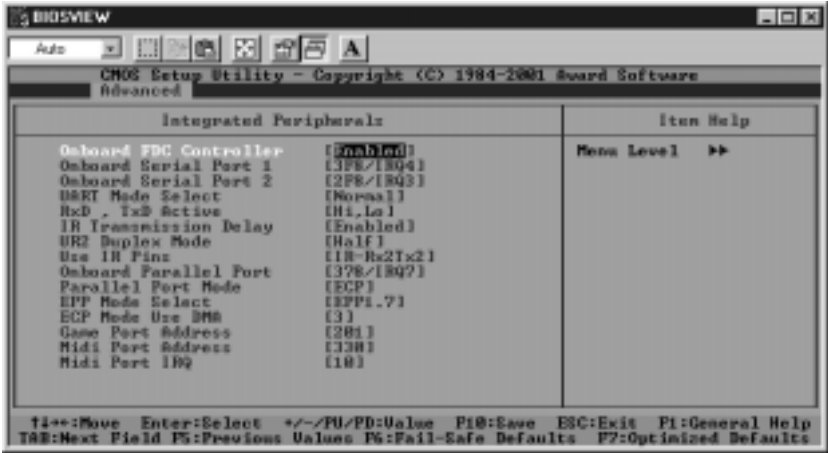 BIOSVIEW
Auto
A
CMOS Setup Utility - Copyright (C) 1984-2001 Award Software
Advanced
Integrated Peripherals
Item Help
Onboard FDC Controller [Enabled]
Menu Level ▶▶
Onboard Serial Port 1 [3F8/IRQ4]
Onboard Serial Port 2 [2F8/IRQ3]
UART Mode Select [Normal]
RxD , TxD Active [Hi,Lo]
IR Transmission Delay [Enabled]
UR2 Duplex Mode [Half]
Use IR Pins [IR-Rx2Tx2]
Onboard Parallel Port [378/IRQ7]
Parallel Port Mode [ECP]
EPP Mode Select [EPP1.7]
ECP Mode Use DMA [3]
Game Port Address [201]
Midi Port Address [330]
Midi Port IRQ [10]
↑↓→←:Move Enter:Select +/-/PU/PD:Value F10:Save ESC:Exit F1:General Help
TAB:Next Field F5:Previous Values F6:Fail-Safe Defaults F7:Optimized Defaults